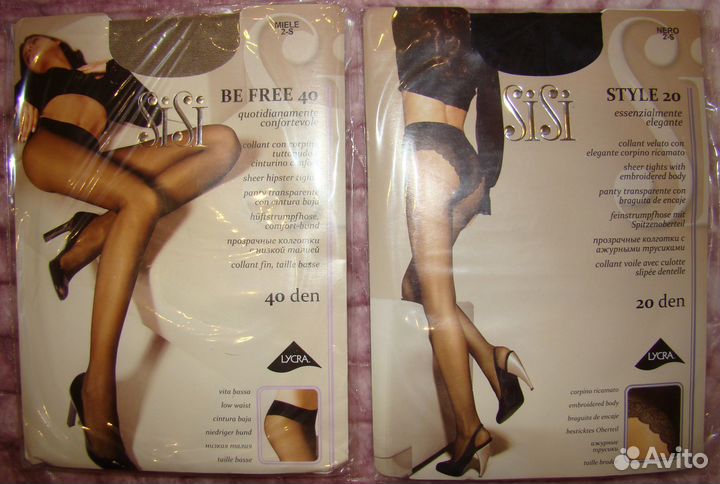 MIELE
2-S
SiSi
BE FREE 40
quotidianamente
confortevole
collant con corpino
tuttonudo
cinturino comfort
sheer hipster tights
panty transparente
con cintura baja
hüftstrumpfhose,
comfort-bund
прозрачные колготки
с низкой талией
collant fin, taille basse
40 den
LYCRA
vita bassa
low waist
cintura baja
niedriger bund
низкая талия
taille basse
NERO
2-S
SiSi
STYLE 20
essenzialmente
elegante
collant velato con
elegante corpino ricamato
sheer tights with
embroidered body
panty transparente con
braguita de encaje
feinstrumpfhose mit
Spitzenoberteil
прозрачные колготки с
ажурными трусиками
collant voile avec culotte
slipée dentelle
20 den
LYCRA
corpino ricamato
embroidered body
braguita de encaje
besticktes Oberteil
ажурные
трусики
taille
Avito